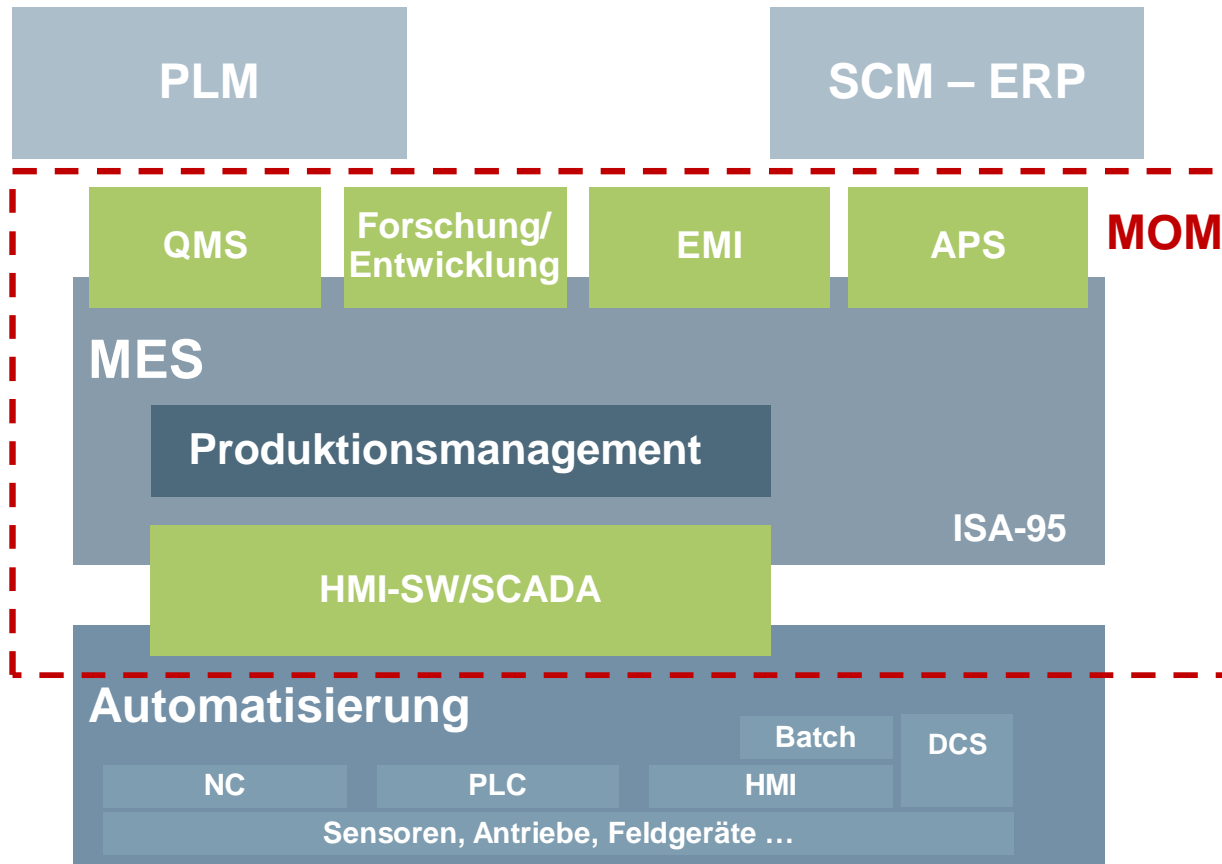 PLM
SCM – ERP
QMS
Forschung/
Entwicklung
EMI
APS
MOM
MES
Produktionsmanagement
ISA-95
HMI-SW/SCADA
Automatisierung
Batch
DCS
NC
PLC
HMI
Sensoren, Antriebe, Feldgeräte ...